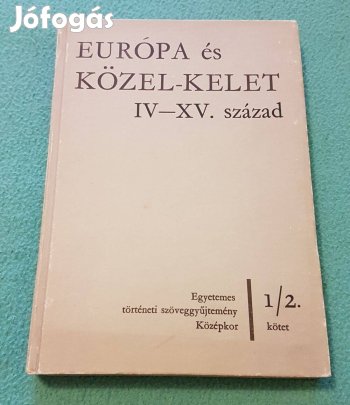 Jófogás
EURÓPA és
KÖZEL-KELET
IV—XV. század
Egyetemes
történeti szöveggyűjtemény
Középkor
1/2.
kötet